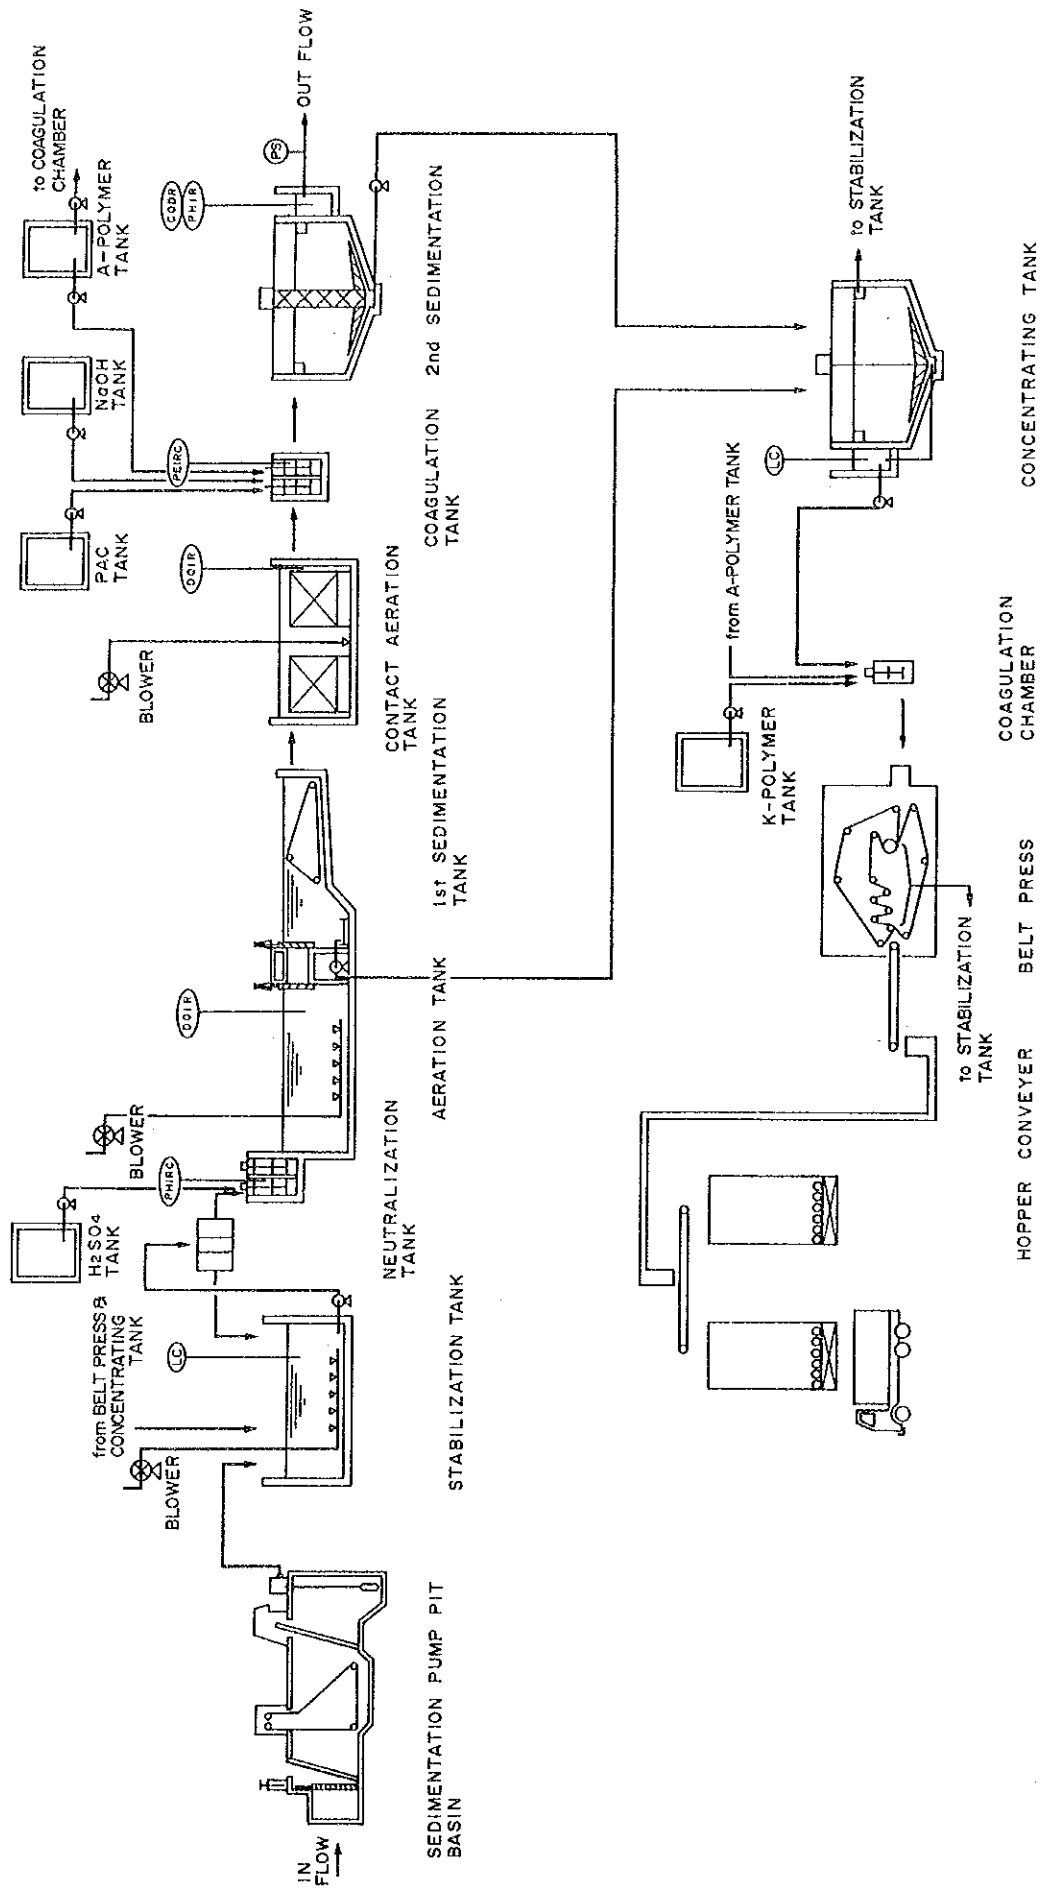 IN
FLOW
SEDIMENTATION PUMP PIT
BASIN
BLOWER
from BELT PRESS &
CONCENTRATING
TANK
LC
STABILIZATION TANK
H2SO4
TANK
PHIRC
NEUTRALIZATION
TANK
BLOWER
DOIR
AERATION TANK
1st SEDIMENTATION
TANK
BLOWER
DOIR
CONTACT AERATION
TANK
PAC
TANK
NaOH
TANK
A-POLYMER
TANK
to COAGULATION
CHAMBER
PEIRC
COAGULATION
TANK
CODR
PHIR
PS
OUT FLOW
2nd SEDIMENTATION
to STABILIZATION
TANK
LC
CONCENTRATING TANK
from A-POLYMER TANK
K-POLYMER
TANK
COAGULATION
CHAMBER
BELT PRESS
to STABILIZATION
TANK
HOPPER CONVEYER